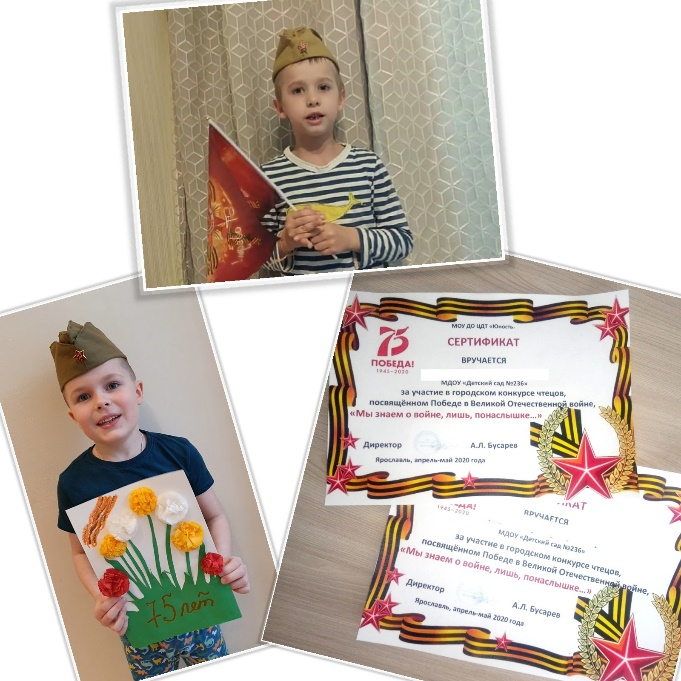 75 лет
МОУ ДО ЦДТ «Юность»
СЕРТИФИКАТ
ВРУЧАЕТСЯ
75
ПОБЕДА!
1945-2020
МДОУ «Детский сад №236»
за участие в городском конкурсе чтецов,
посвящённом Победе в Великой Отечественной войне,
«Мы знаем о войне, лишь, понаслышке...»
Директор А.Л. Бусарев
Ярославль, апрель-май 2020 года
ПОБЕДА!
1945-2020
ВРУЧАЕТСЯ
МДОУ «Детский сад №236»
за участие в городском конкурсе чтецов,
посвящённом Победе в Великой Отечественной войне,
«Мы знаем о войне, лишь, понаслышке...»
Директор А.Л. Бусарев
Ярославль, апрель-май 2020 года